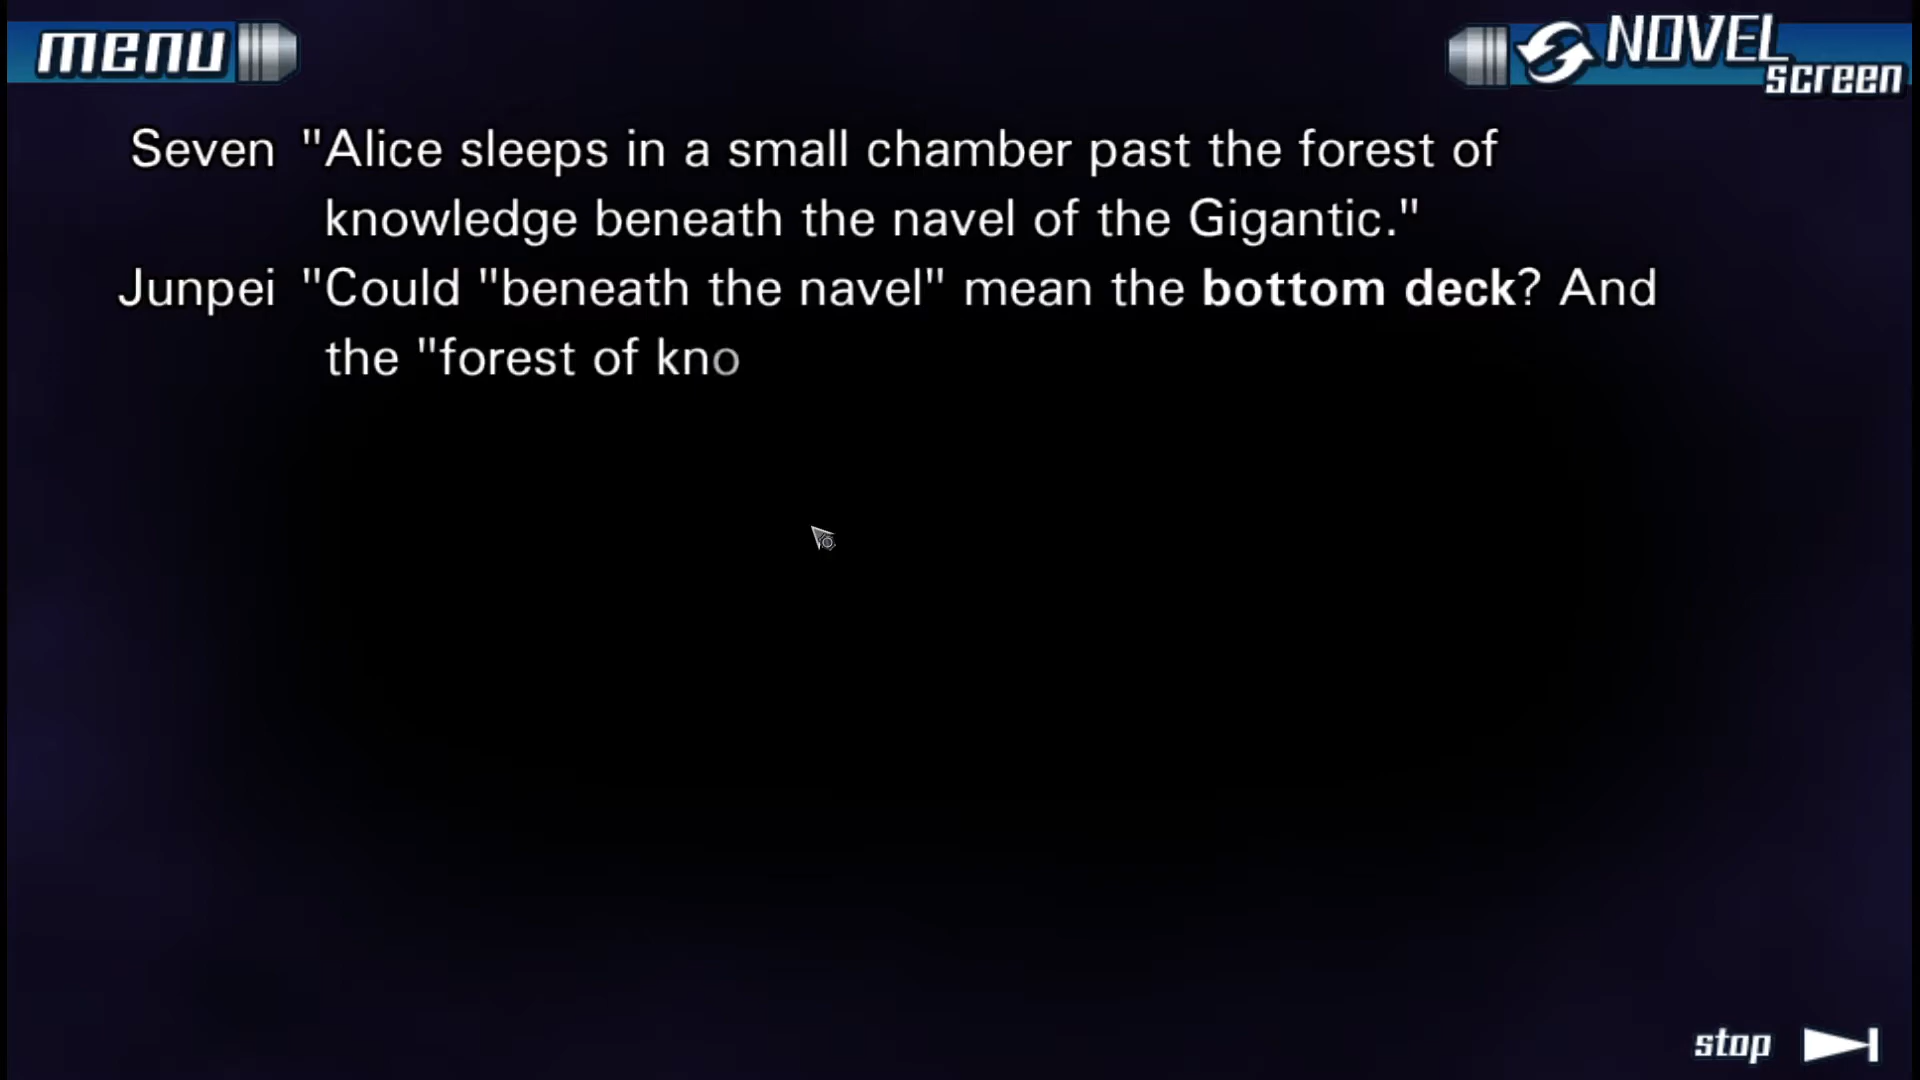 menu
NOVEL
screen
Seven "Alice sleeps in a small chamber past the forest of
knowledge beneath the navel of the Gigantic."
Junpei "Could "beneath the navel" mean the bottom deck? And
the "forest of kno
stop